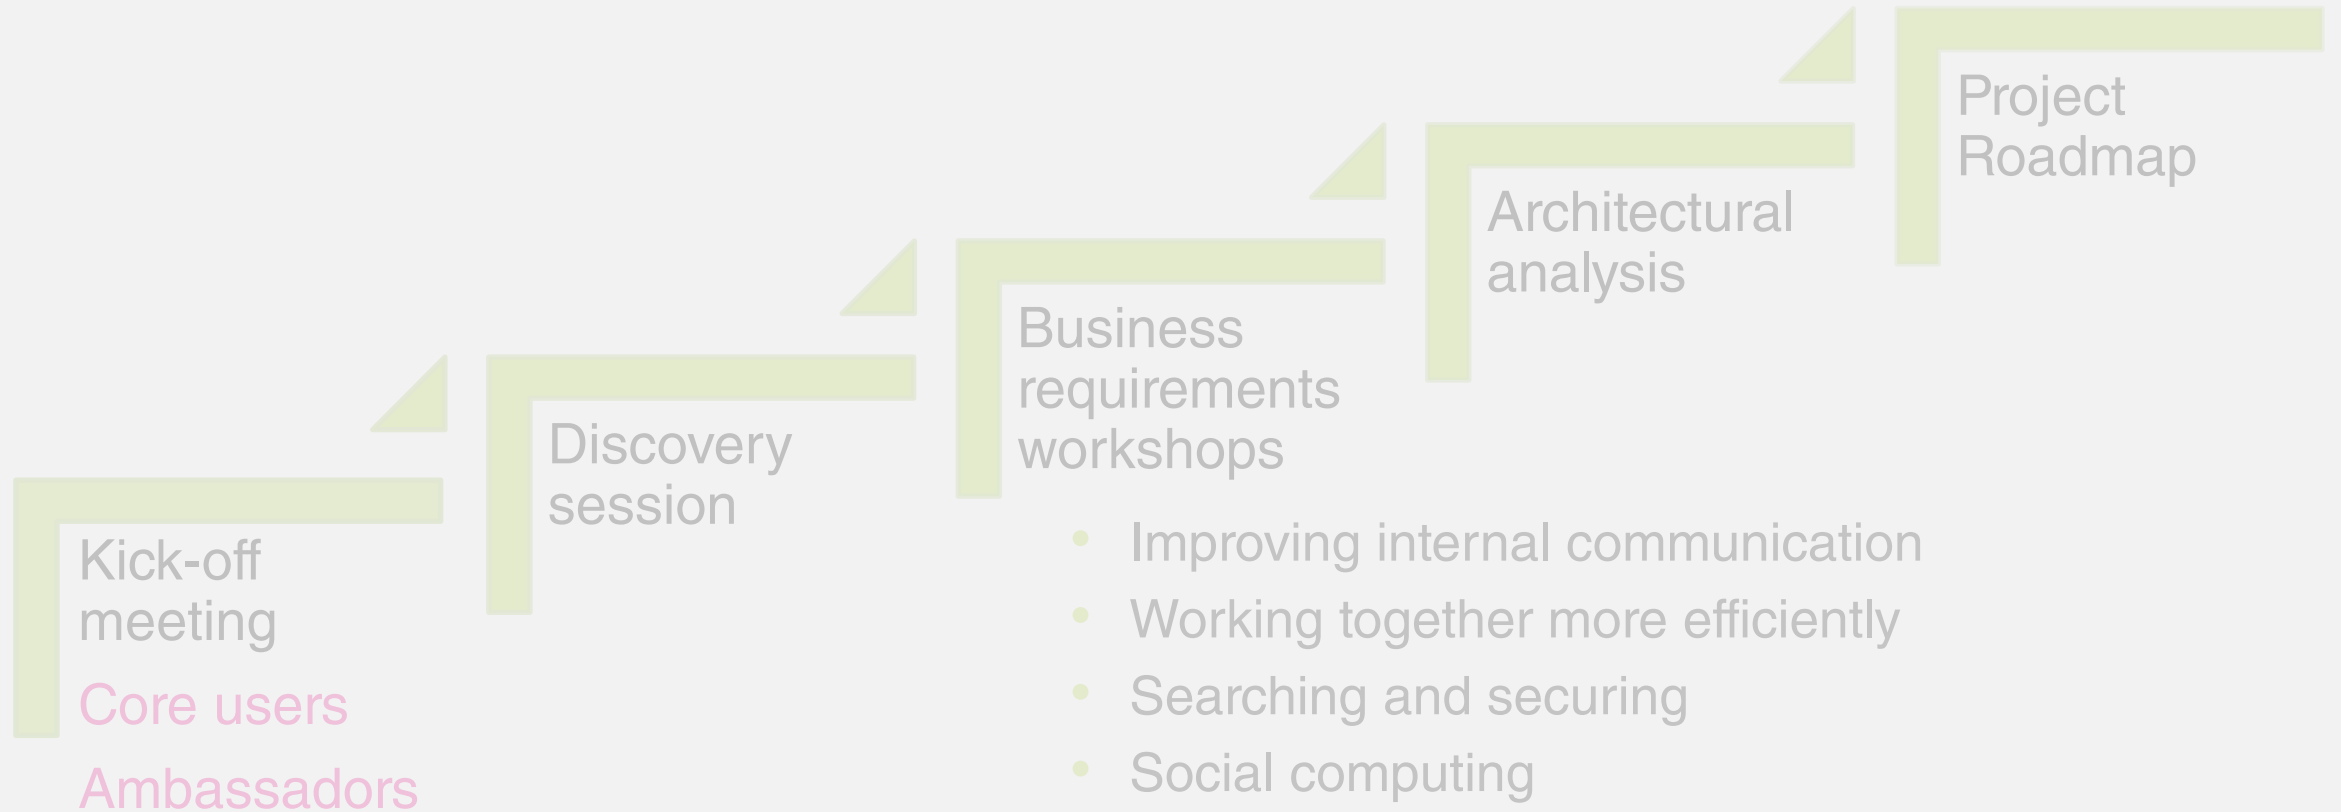 Kick-off
meeting
Core users
Ambassadors
Discovery
session
Business
requirements
workshops
Improving internal communication
Working together more efficiently
Searching and securing
Social computing
Architectural
analysis
Project
Roadmap